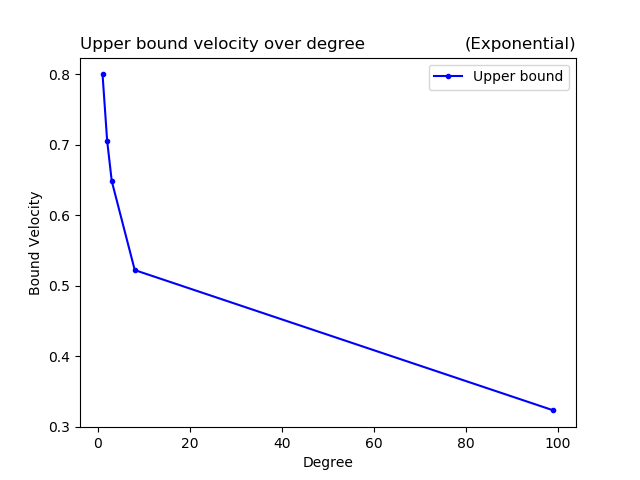 Upper bound velocity over degree (Exponential)
Upper bound
0.8
0.7
0.6
0.5
0.4
0.3
Bound Velocity
0 20 40 60 80 100
Degree